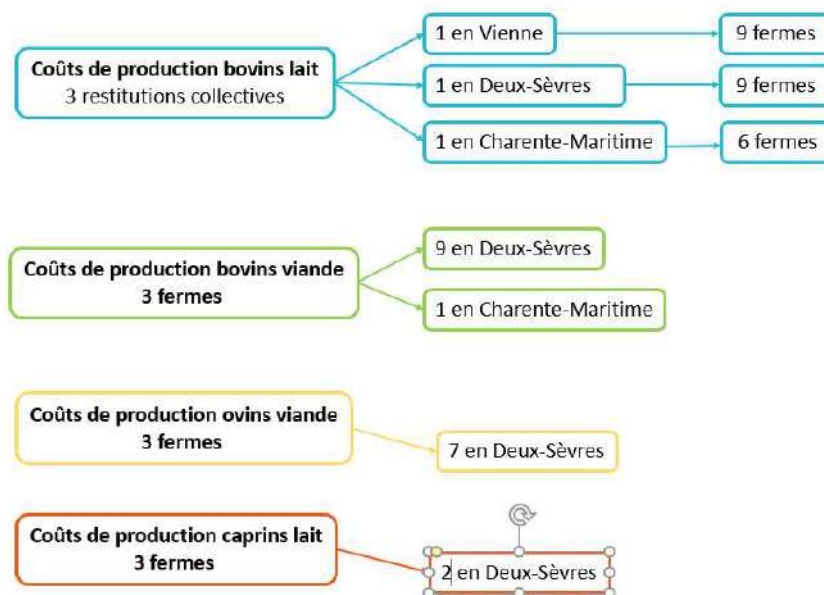 Coûts de production bovins lait
3 restitutions collectives
1 en Vienne
9 fermes
1 en Deux-Sèvres
9 fermes
1 en Charente-Maritime
6 fermes
Coûts de production bovins viande
3 fermes
9 en Deux-Sèvres
1 en Charente-Maritime
Coûts de production ovins viande
3 fermes
7 en Deux-Sèvres
Coûts de production caprins lait
3 fermes
2 en Deux-Sèvres